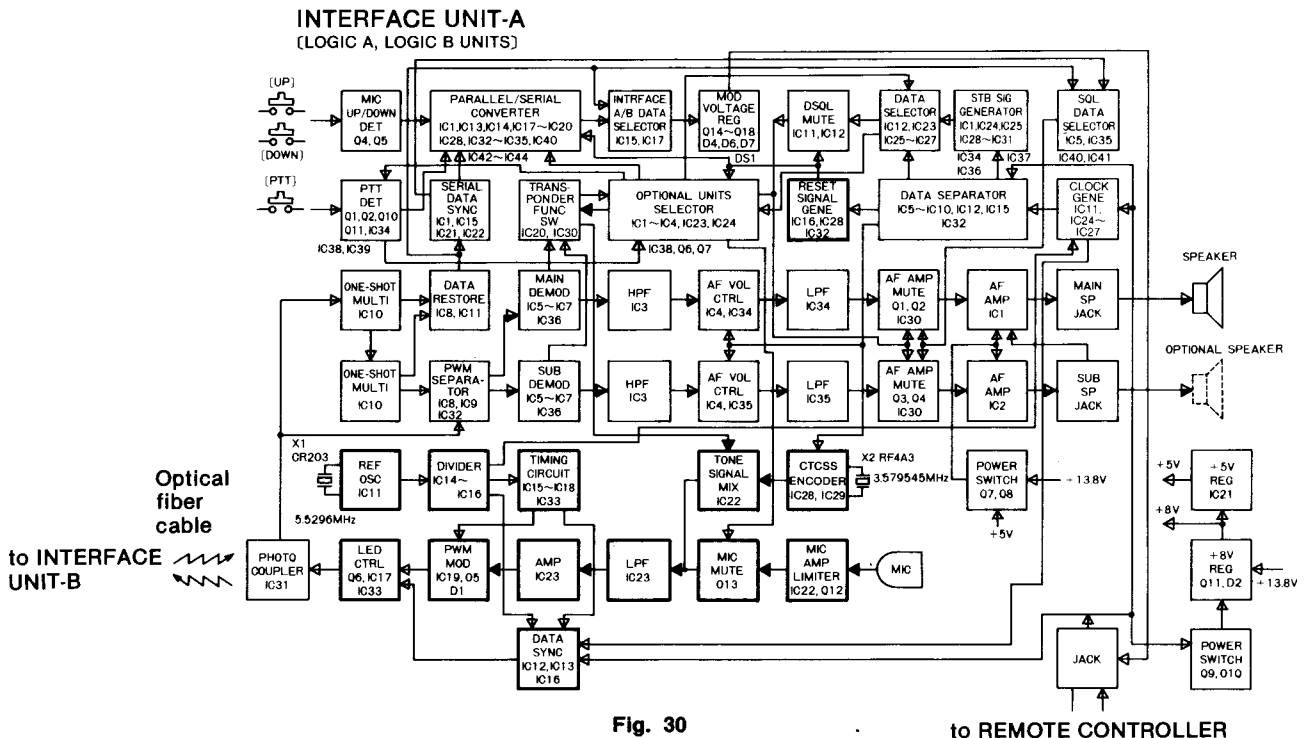 INTERFACE UNIT-A
(LOGIC A, LOGIC B UNITS)
[UP]
[DOWN]
[PTT]
MIC
UP/DOWN
DET
Q4, Q5
PARALLEL/SERIAL
CONVERTER
IC1, IC13, IC14, IC17~IC20
IC28, IC32~IC35, IC40
IC42~IC44
INTRFACE
A/B DATA
SELECTOR
IC15, IC17
MOD
VOLTAGE
REG
Q14~Q18
D4, D6, D7
DS1
DSQL
MUTE
IC11, IC12
DATA
SELECTOR
IC12, IC23
IC25~IC27
STB SIG
GENERATOR
IC1, IC24, IC25
IC28~IC31
IC34
IC36
IC37
SQL
DATA
SELECTOR
IC5, IC35
IC40, IC41
PTT
DET
Q1, Q2, Q10
Q11, IC34
IC38, IC39
SERIAL
DATA
SYNC
IC1, IC15
IC21, IC22
TRANS-
PONDER
FUNC
SW
IC20, IC30
OPTIONAL UNITS
SELECTOR
IC1~IC4, IC23, IC24
IC38, Q6, Q7
RESET
SIGNAL
GENE
IC16, IC28
IC32
DATA SEPARATOR
IC5~IC10, IC12, IC15
IC32
CLOCK
GENE
IC11,
IC24~
IC27
ONE-SHOT
MULTI
IC10
DATA
RESTORE
IC8, IC11
MAIN
DEMOD
IC5~IC7
IC36
HPF
IC3
AF VOL
CTRL
IC4, IC34
LPF
IC34
AF AMP
MUTE
Q1, Q2
IC30
AF
AMP
IC1
MAIN
SP
JACK
SPEAKER
ONE-SHOT
MULTI
IC10
PWM
SEPARA-
TOR
IC8, IC9
IC32
SUB
DEMOD
IC5~IC7
IC36
HPF
IC3
AF VOL
CTRL
IC4, IC35
LPF
IC35
AF AMP
MUTE
Q3, Q4
IC30
AF
AMP
IC2
SUB
SP
JACK
OPTIONAL SPEAKER
X1
CR203
5.5296MHz
REF
OSC
IC11
DIVIDER
IC14~
IC16
TIMING
CIRCUIT
IC15~IC18
IC33
TONE
SIGNAL
MIX
IC22
CTCSS
ENCODER
IC28, IC29
X2 RF4A3
3.579545MHz
POWER
SWITCH
Q7, Q8
+13.8V
+5V
+5V
+5V
REG
IC21
+8V
Optical
fiber
cable
to INTERFACE
UNIT-B
PHOTO
COUPLER
IC31
LED
CTRL
Q6, IC17
IC33
PWM
MOD
IC19, Q5
D1
AMP
IC23
LPF
IC23
MIC
MUTE
Q13
MIC
AMP
LIMITER
IC22, Q12
MIC
+8V
REG
Q11, D2
+13.8V
DATA
SYNC
IC12, IC13
IC16
JACK
POWER
SWITCH
Q9, Q10
Fig. 30
to REMOTE CONTROLLER